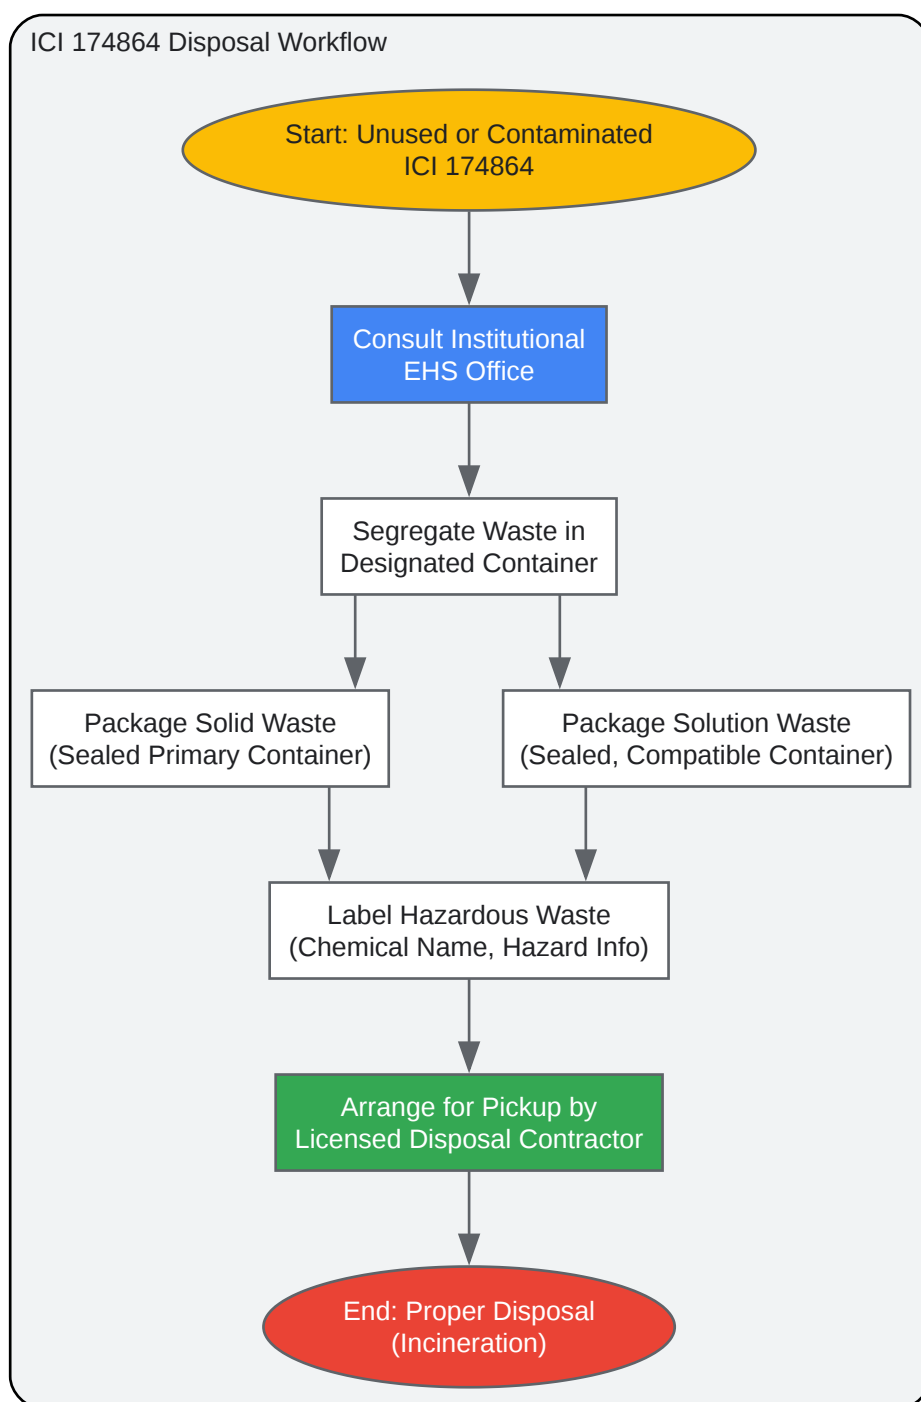 ICI 174864 Disposal Workflow
Start: Unused or Contaminated
ICI 174864
Consult Institutional
EHS Office
Segregate Waste in
Designated Container
Package Solid Waste
(Sealed Primary Container)
Package Solution Waste
(Sealed, Compatible Container)
Label Hazardous Waste
(Chemical Name, Hazard Info)
Arrange for Pickup by
Licensed Disposal Contractor
End: Proper Disposal
(Incineration)